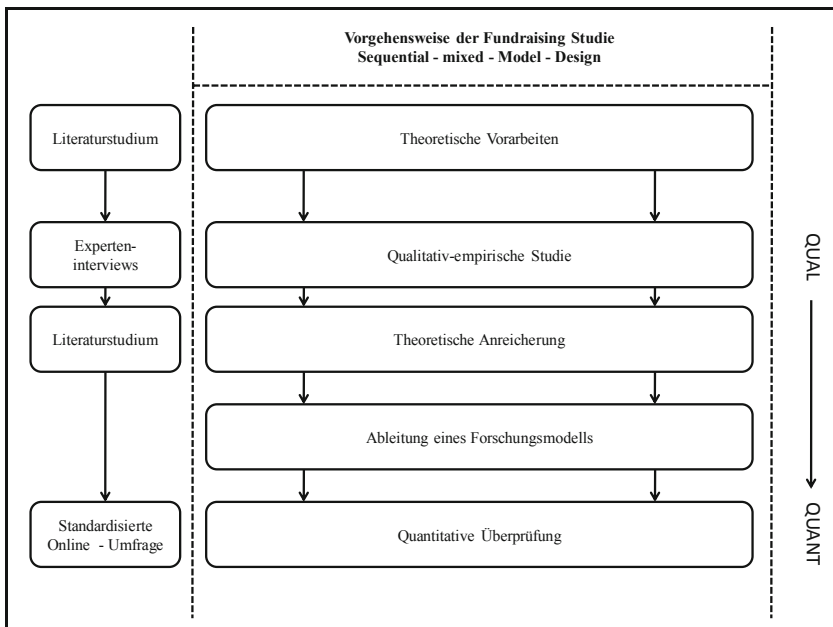 Vorgehensweise der Fundraising Studie
Sequential - mixed - Model - Design
Literaturstudium
Theoretische Vorarbeiten
Experten-
interviews
Qualitativ-empirische Studie
Literaturstudium
Theoretische Anreicherung
Ableitung eines Forschungsmodells
Standardisierte
Online - Umfrage
Quantitative Überprüfung
QUAL
QUANT